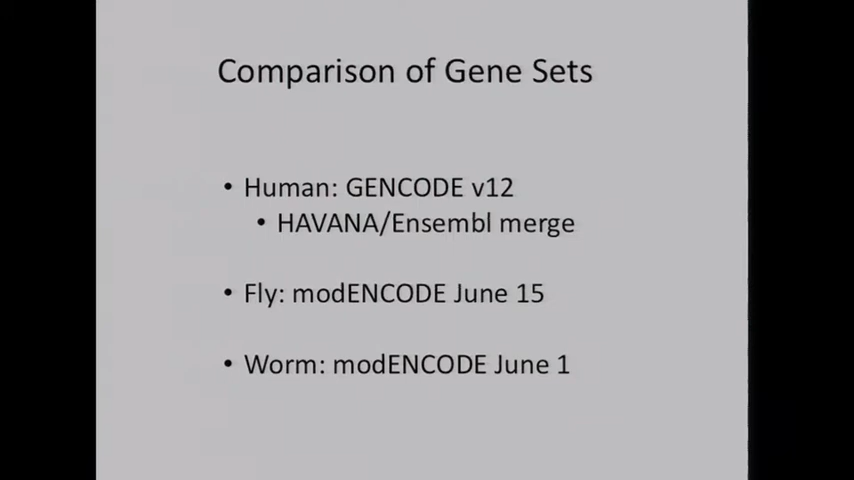 Comparison of Gene Sets
• Human: GENCODE v12
• HAVANA/Ensembl merge
• Fly: modENCODE June 15
• Worm: modENCODE June 1